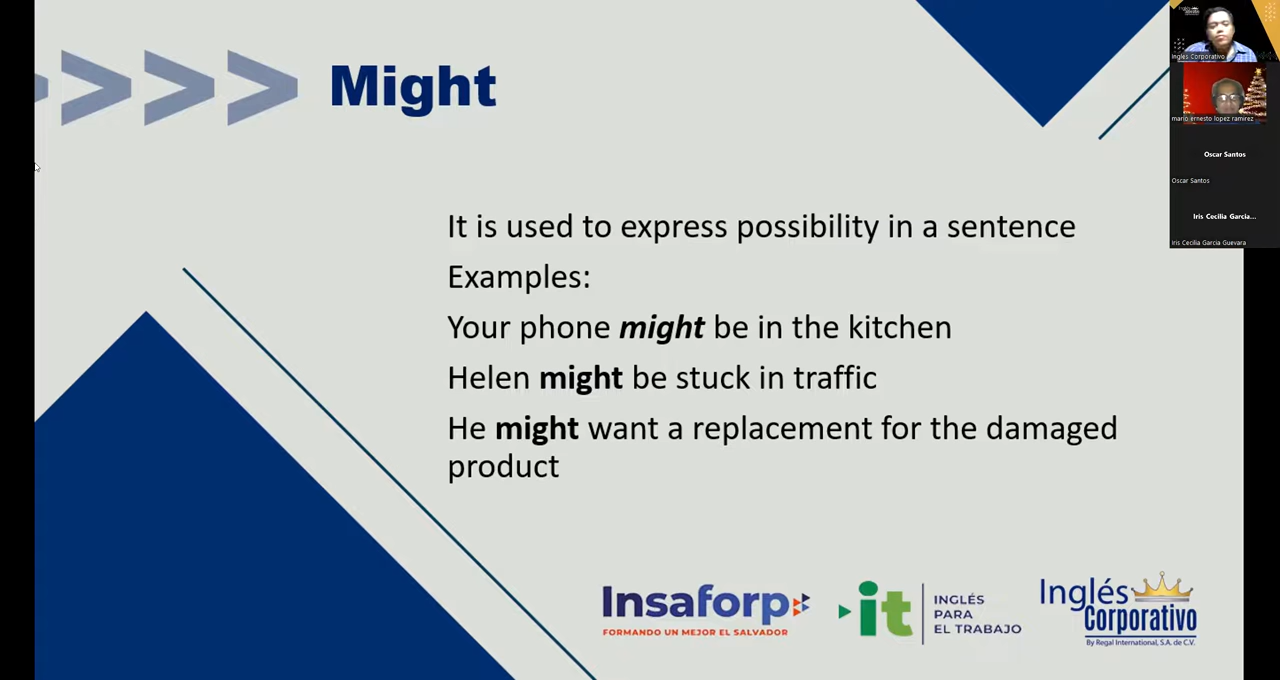 Might
It is used to express possibility in a sentence
Examples:
Your phone might be in the kitchen
Helen might be stuck in traffic
He might want a replacement for the damaged
product
Insaforp
FORMANDO UN MEJOR EL SALVADOR
it
INGLÉS
PARA
EL TRABAJO
Inglés
Corporativo
By Regal International, S.A. de C.V.
Inglés Corporativo
mario ernesto lopez ramirez
Oscar Santos
Oscar Santos
Iris Cecilia Garcia...
Iris Cecilia Garcia Guevara